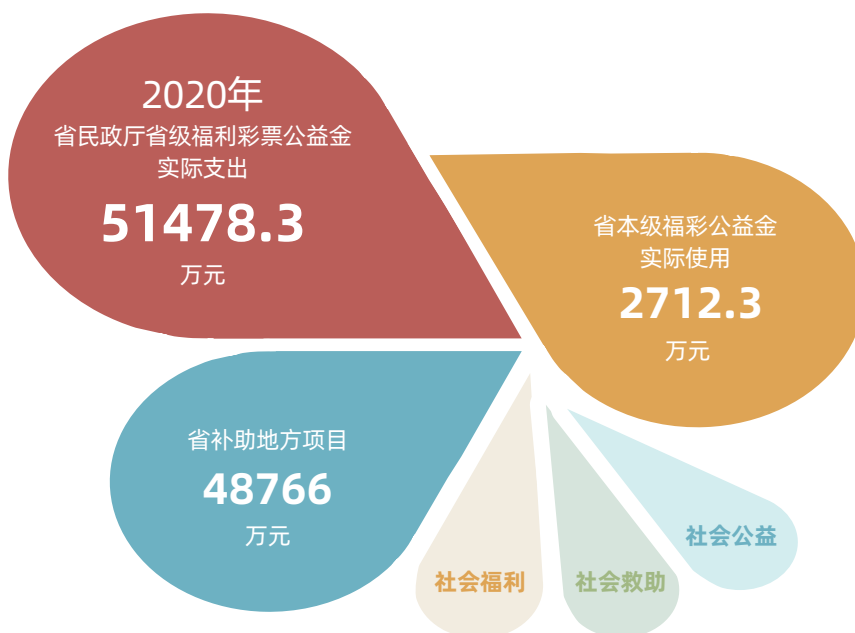 2020年
省民政厅省级福利彩票公益金
实际支出
51478.3
万元
省本级福彩公益金
实际使用
2712.3
万元
省补助地方项目
48766
万元
社会福利
社会救助
社会公益